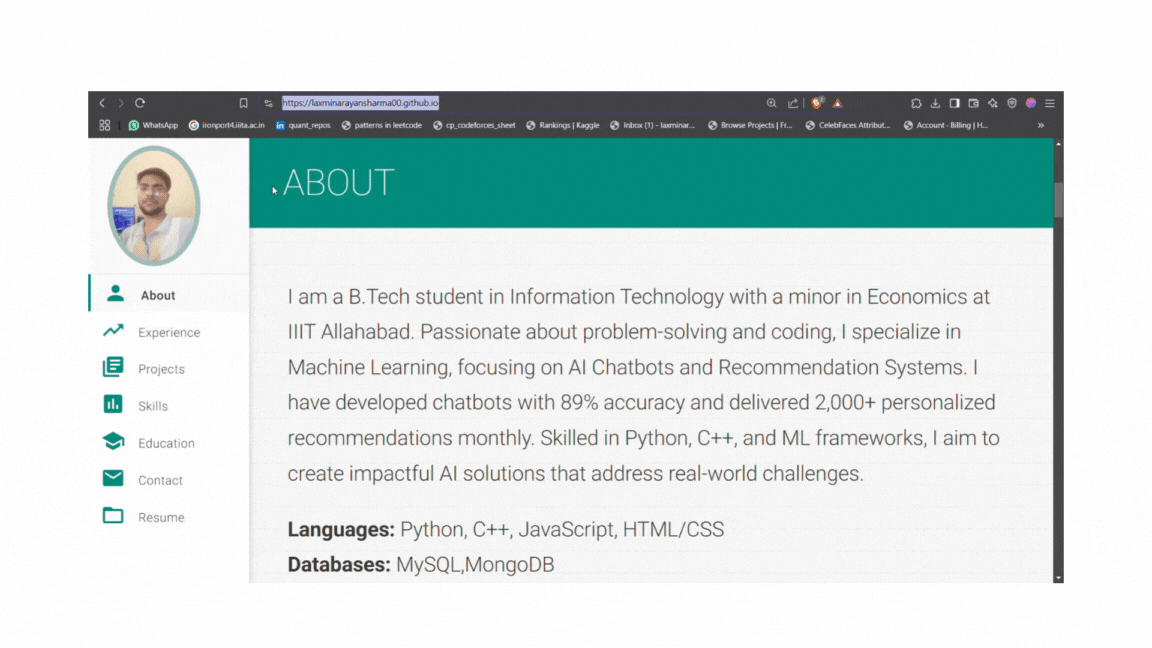 https://laxminarayansharma00.github.io
WhatsApp
ironport4.iiita.ac.in
quant_repos
patterns in leetcode
cp_codeforces_sheet
Rankings | Kaggle
Inbox (1) - laxminar...
Browse Projects | Fr...
CelebFaces Attribut...
Account - Billing | H...
ABOUT
About
Experience
Projects
Skills
Education
Contact
Resume
I am a B.Tech student in Information Technology with a minor in Economics at
IIIT Allahabad. Passionate about problem-solving and coding, I specialize in
Machine Learning, focusing on AI Chatbots and Recommendation Systems. I
have developed chatbots with 89% accuracy and delivered 2,000+ personalized
recommendations monthly. Skilled in Python, C++, and ML frameworks, I aim to
create impactful AI solutions that address real-world challenges.
Languages: Python, C++, JavaScript, HTML/CSS
Databases: MySQL,MongoDB